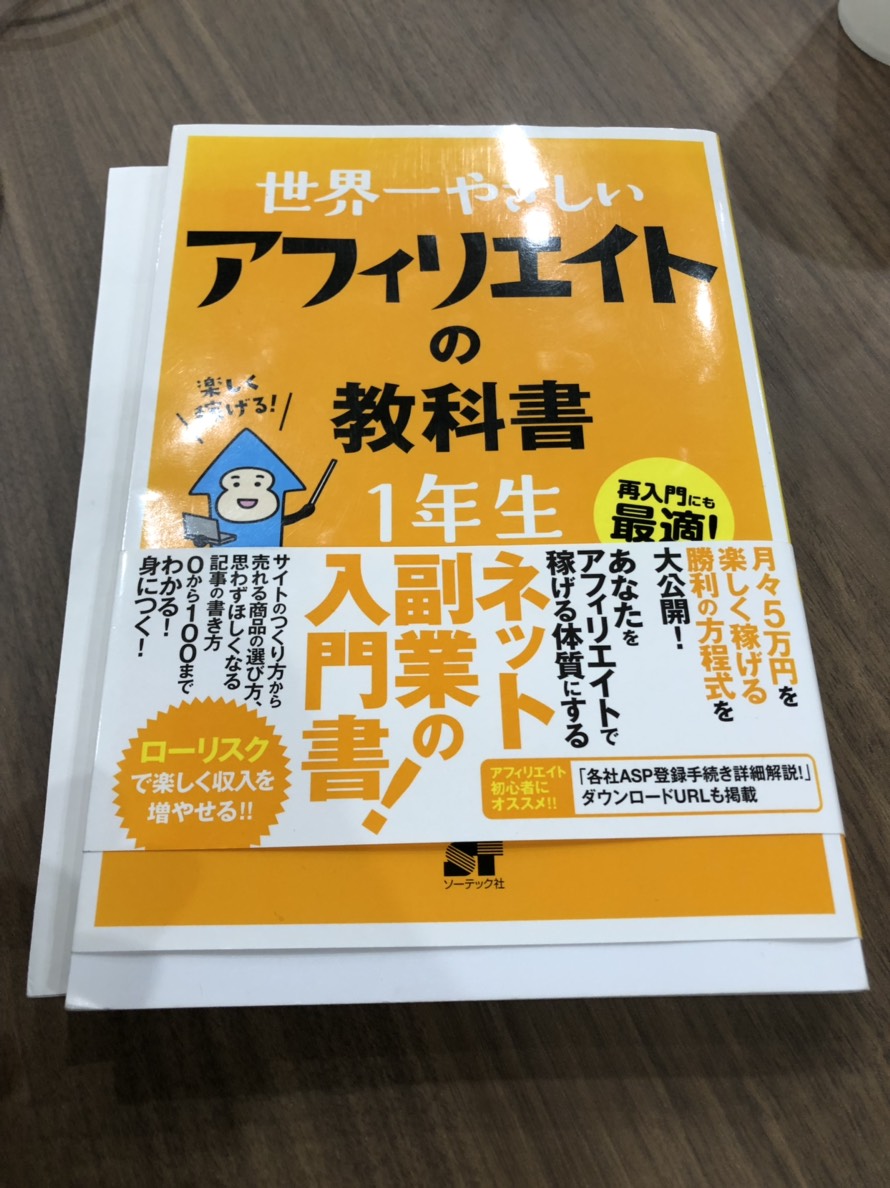 世界一やさしい
アフィリエイト
の
教科書
1年生
楽しく
稼げる!
再入門にも
最適!
月々5万円を
楽しく稼げる
勝利の方程式を
大公開!
あなたを
アフィリエイトで
稼げる体質にする
ネット
副業の
入門書!
サイトのつくり方から
売れる商品の選び方、
思わずほしくなる
記事の書き方
0から100まで
わかる!
身につく!
ローリスク
で楽しく収入を
増やせる!!
アフィリエイト
初心者に
オススメ!!
「各社ASP登録手続き詳細解説!」
ダウンロードURLも掲載
ST
ソーテック社